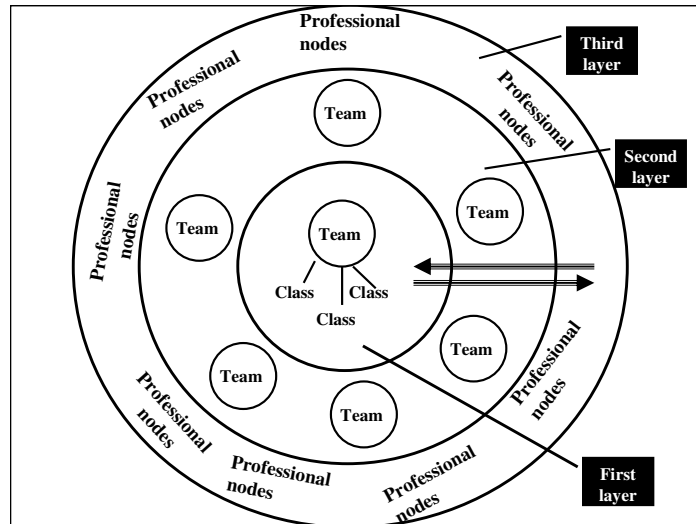 Professional
nodes
Third
layer
Professional
nodes
Professional
nodes
Team
Second
layer
Team
Team
Team
Professional
nodes
Class
Class
Class
Team
Team
Team
Professional
nodes
Professional
nodes
Professional
nodes
Professional
nodes
First
layer